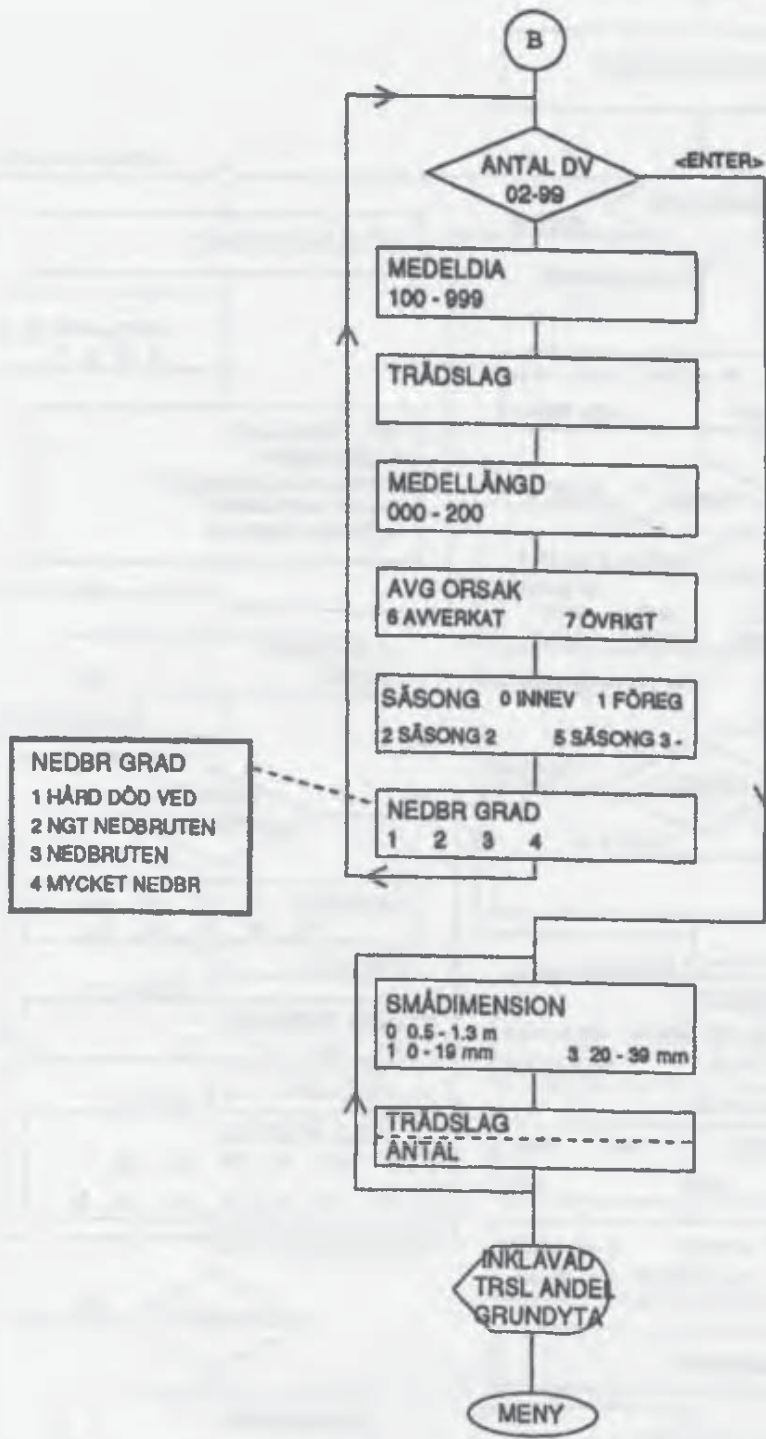 B
ANTAL DV
02-99
<ENTER>
MEDELDIA
100 - 999
TRÄDSLAG
MEDELLÄNGD
000 - 200
AVG ORSAK
6 AVVERKAT 7 ÖVRIGT
SÄSONG 0 INNEV 1 FÖREG
2 SÄSONG 2 5 SÄSONG 3 -
NEDBR GRAD
1 HÅRD DÖD VED
2 NGT NEDBRUTEN
3 NEDBRUTEN
4 MYCKET NEDBR
NEDBR GRAD
1 2 3 4
SMÅDIMENSION
0 0.5 - 1.3 m
1 0 - 19 mm 3 20 - 39 mm
TRÄDSLAG
ANTAL
INKLAVAD
TRSL ANDEL
GRUNDYTA
MENY